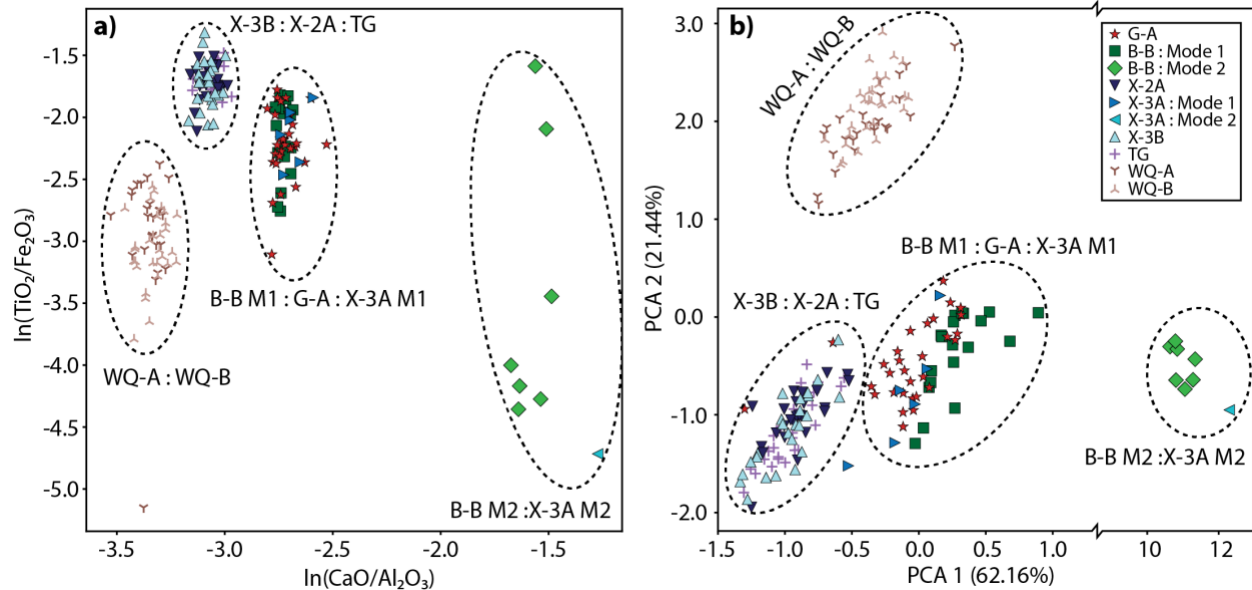 a)
X-3B : X-2A : TG
B-B M1 : G-A : X-3A M1
WQ-A : WQ-B
B-B M2 :X-3A M2
-1.5
-2.0
-2.5
-3.0
-3.5
-4.0
-4.5
-5.0
ln(TiO₂/Fe₂O₃)
-3.5
-3.0
-2.5
-2.0
-1.5
ln(CaO/Al₂O₃)
b)
WQ-A : WQ-B
B-B M1 : G-A : X-3A M1
X-3B : X-2A : TG
B-B M2 :X-3A M2
3.0
2.0
1.0
0.0
-1.0
-2.0
PCA 2 (21.44%)
-1.5
-1.0
-0.5
0.0
0.5
1.0
10
12
PCA 1 (62.16%)
G-A
B-B : Mode 1
B-B : Mode 2
X-2A
X-3A : Mode 1
X-3A : Mode 2
X-3B
TG
WQ-A
WQ-B